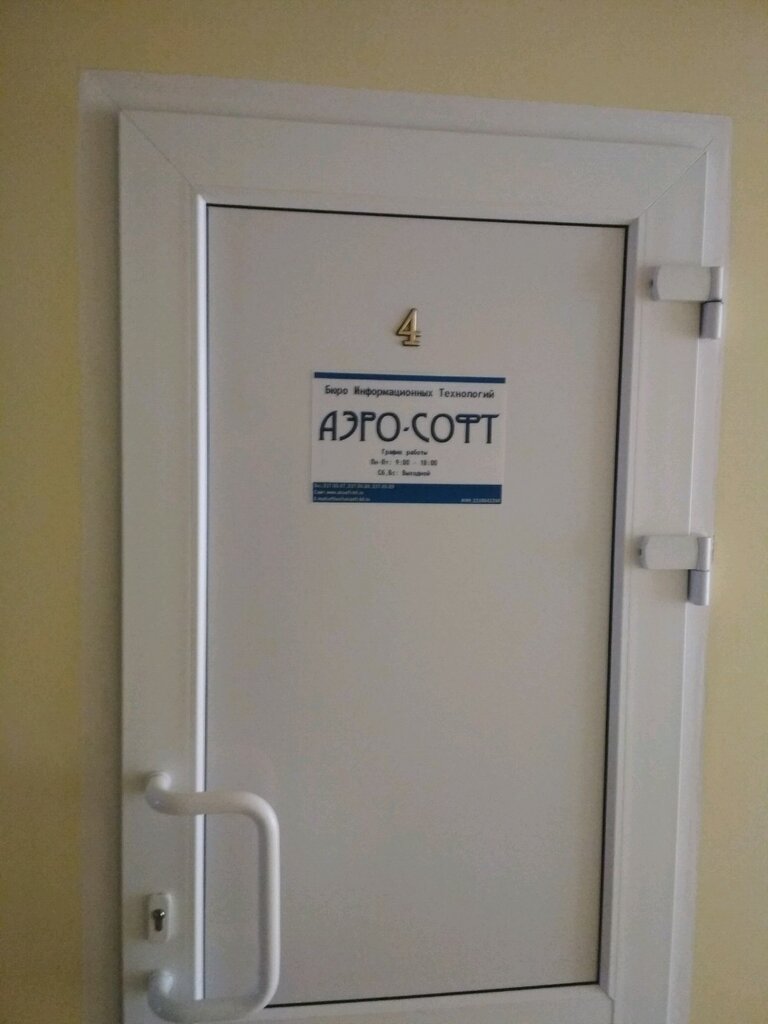 4
Бюро Информационных Технологий
АЭРО-СОФТ
График работы
Пн-Пт: 9:00 - 18:00
Сб,Вс: Выходной